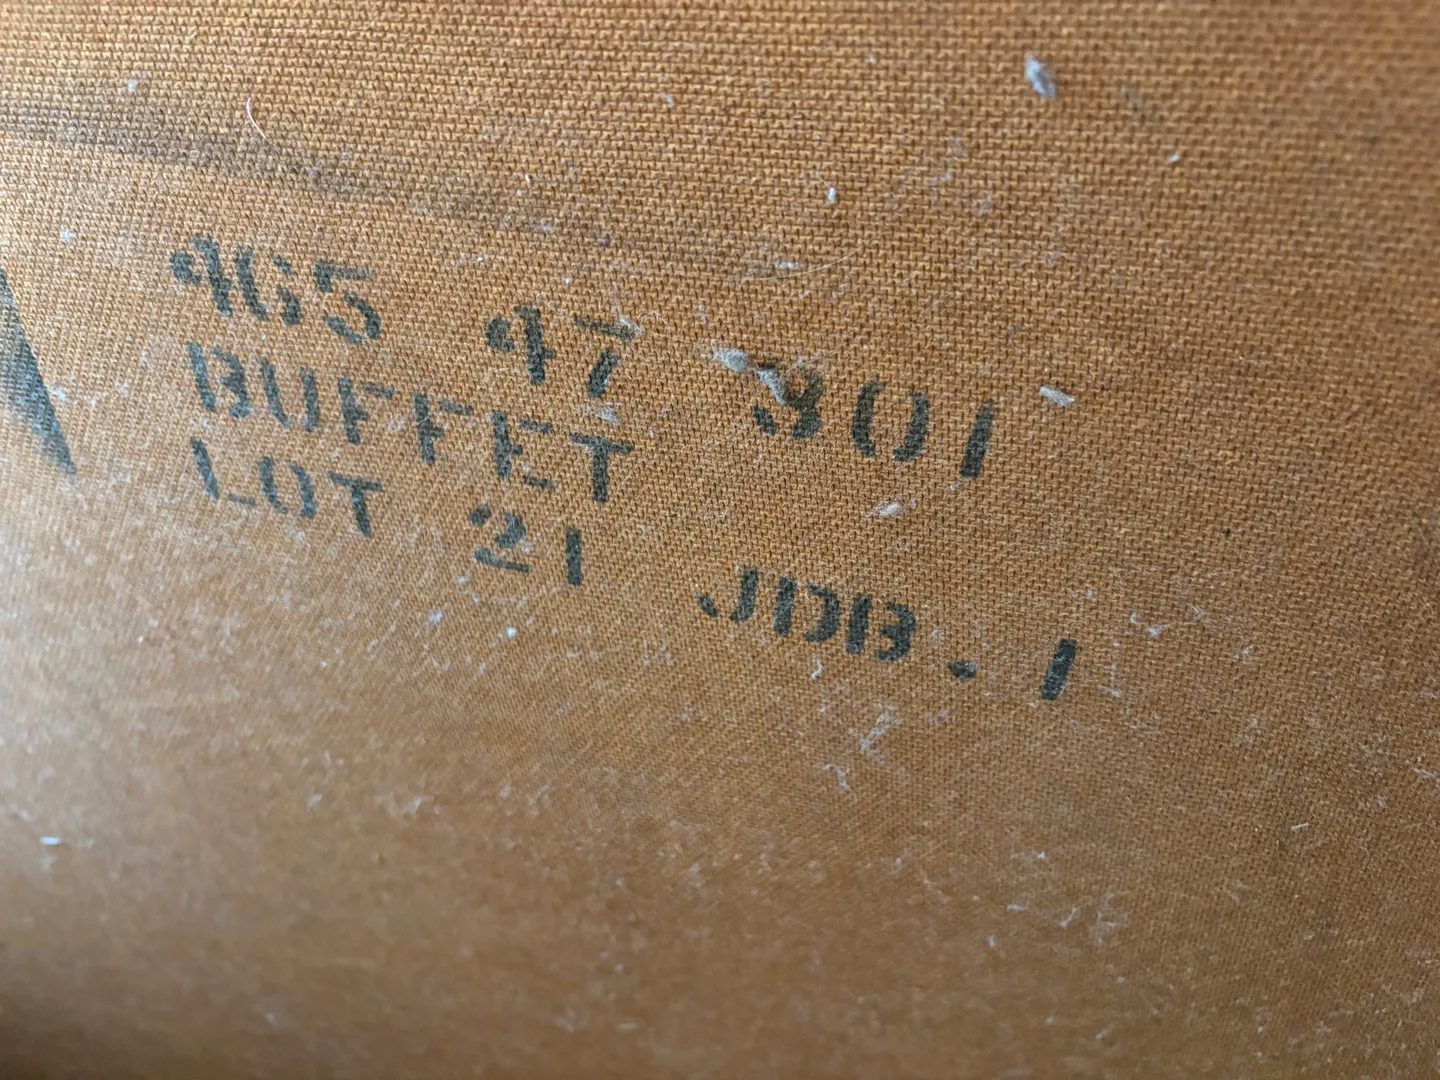 465 47 301
BUFFET
LOT 21 JDB. 1